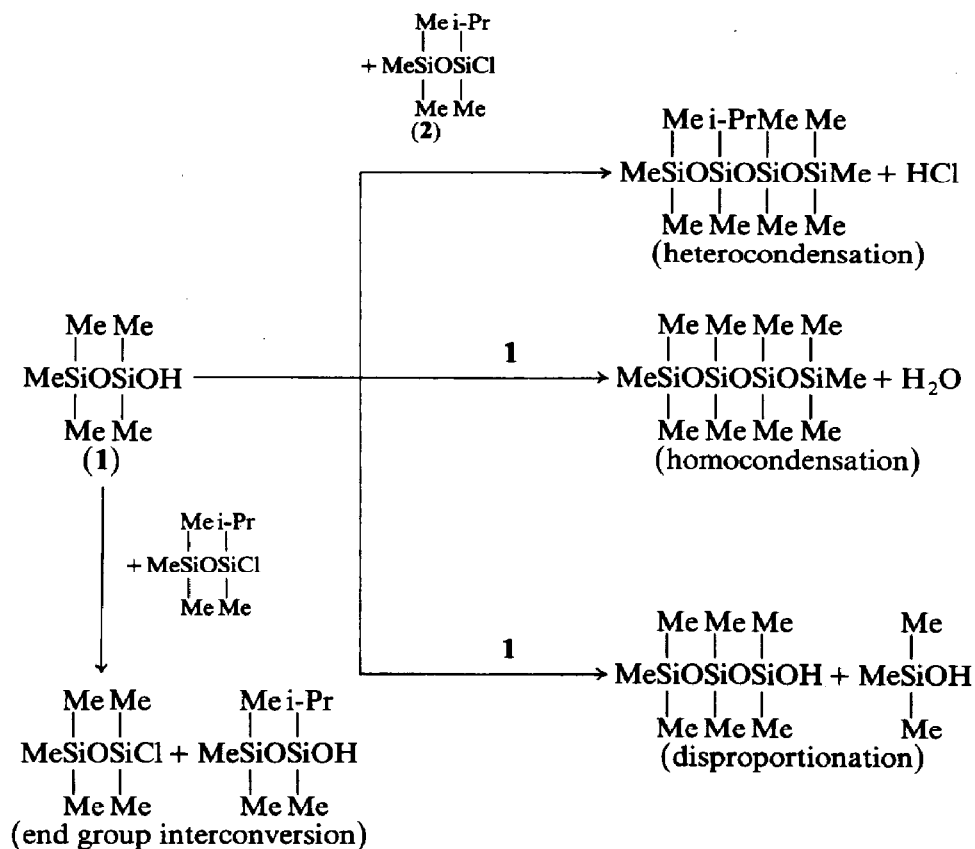 Me i-Pr
+ MeSiOSiCl
Me Me
(2)
Me i-PrMe Me
MeSiOSiOSiOSiMe + HCl
Me Me Me Me
(heterocondensation)
Me Me
MeSiOSiOH
Me Me
(1)
1
Me Me Me Me
MeSiOSiOSiOSiMe + H₂O
Me Me Me Me
(homocondensation)
Me i-Pr
+ MeSiOSiCl
Me Me
1
Me Me Me
MeSiOSiOSiOH +
Me Me Me
Me
MeSiOH
Me
(disproportionation)
Me Me
MeSiOSiCl +
Me Me
Me i-Pr
MeSiOSiOH
Me Me
(end group interconversion)